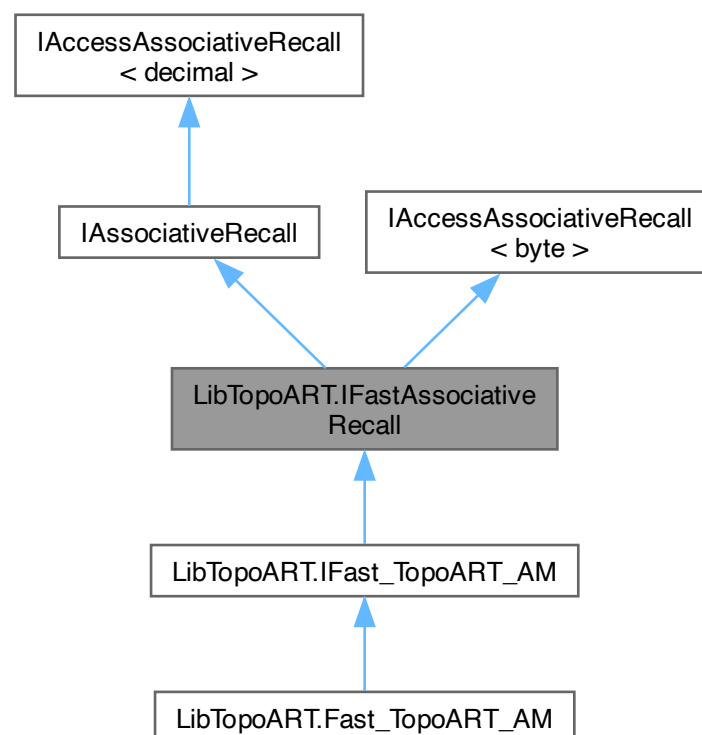 IAccessAssociativeRecall
< decimal >
IAssociativeRecall
IAccessAssociativeRecall
< byte >
LibTopoART.IFastAssociative
Recall
LibTopoART.IFast_TopoART_AM
LibTopoART.Fast_TopoART_AM